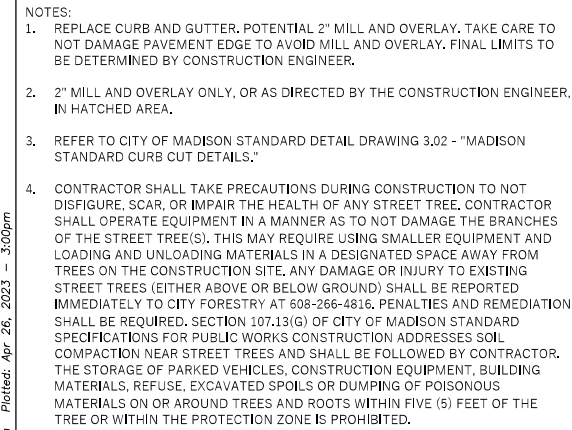 NOTES:
1. REPLACE CURB AND GUTTER. POTENTIAL 2" MILL AND OVERLAY. TAKE CARE TO
NOT DAMAGE PAVEMENT EDGE TO AVOID MILL AND OVERLAY. FINAL LIMITS TO
BE DETERMINED BY CONSTRUCTION ENGINEER.
2. 2" MILL AND OVERLAY ONLY, OR AS DIRECTED BY THE CONSTRUCTION ENGINEER,
IN HATCHED AREA.
3. REFER TO CITY OF MADISON STANDARD DETAIL DRAWING 3.02 - "MADISON
STANDARD CURB CUT DETAILS."
4. CONTRACTOR SHALL TAKE PRECAUTIONS DURING CONSTRUCTION TO NOT
DISFIGURE, SCAR, OR IMPAIR THE HEALTH OF ANY STREET TREE. CONTRACTOR
SHALL OPERATE EQUIPMENT IN A MANNER AS TO NOT DAMAGE THE BRANCHES
OF THE STREET TREE(S). THIS MAY REQUIRE USING SMALLER EQUIPMENT AND
LOADING AND UNLOADING MATERIALS IN A DESIGNATED SPACE AWAY FROM
TREES ON THE CONSTRUCTION SITE. ANY DAMAGE OR INJURY TO EXISTING
STREET TREES (EITHER ABOVE OR BELOW GROUND) SHALL BE REPORTED
IMMEDIATELY TO CITY FORESTRY AT 608-266-4816. PENALTIES AND REMEDIATION
SHALL BE REQUIRED. SECTION 107.13(G) OF CITY OF MADISON STANDARD
SPECIFICATIONS FOR PUBLIC WORKS CONSTRUCTION ADDRESSES SOIL
COMPACTION NEAR STREET TREES AND SHALL BE FOLLOWED BY CONTRACTOR.
THE STORAGE OF PARKED VEHICLES, CONSTRUCTION EQUIPMENT, BUILDING
MATERIALS, REFUSE, EXCAVATED SPOILS OR DUMPING OF POISONOUS
MATERIALS ON OR AROUND TREES AND ROOTS WITHIN FIVE (5) FEET OF THE
TREE OR WITHIN THE PROTECTION ZONE IS PROHIBITED.
Plotted: Apr 26, 2023 - 3:00pm